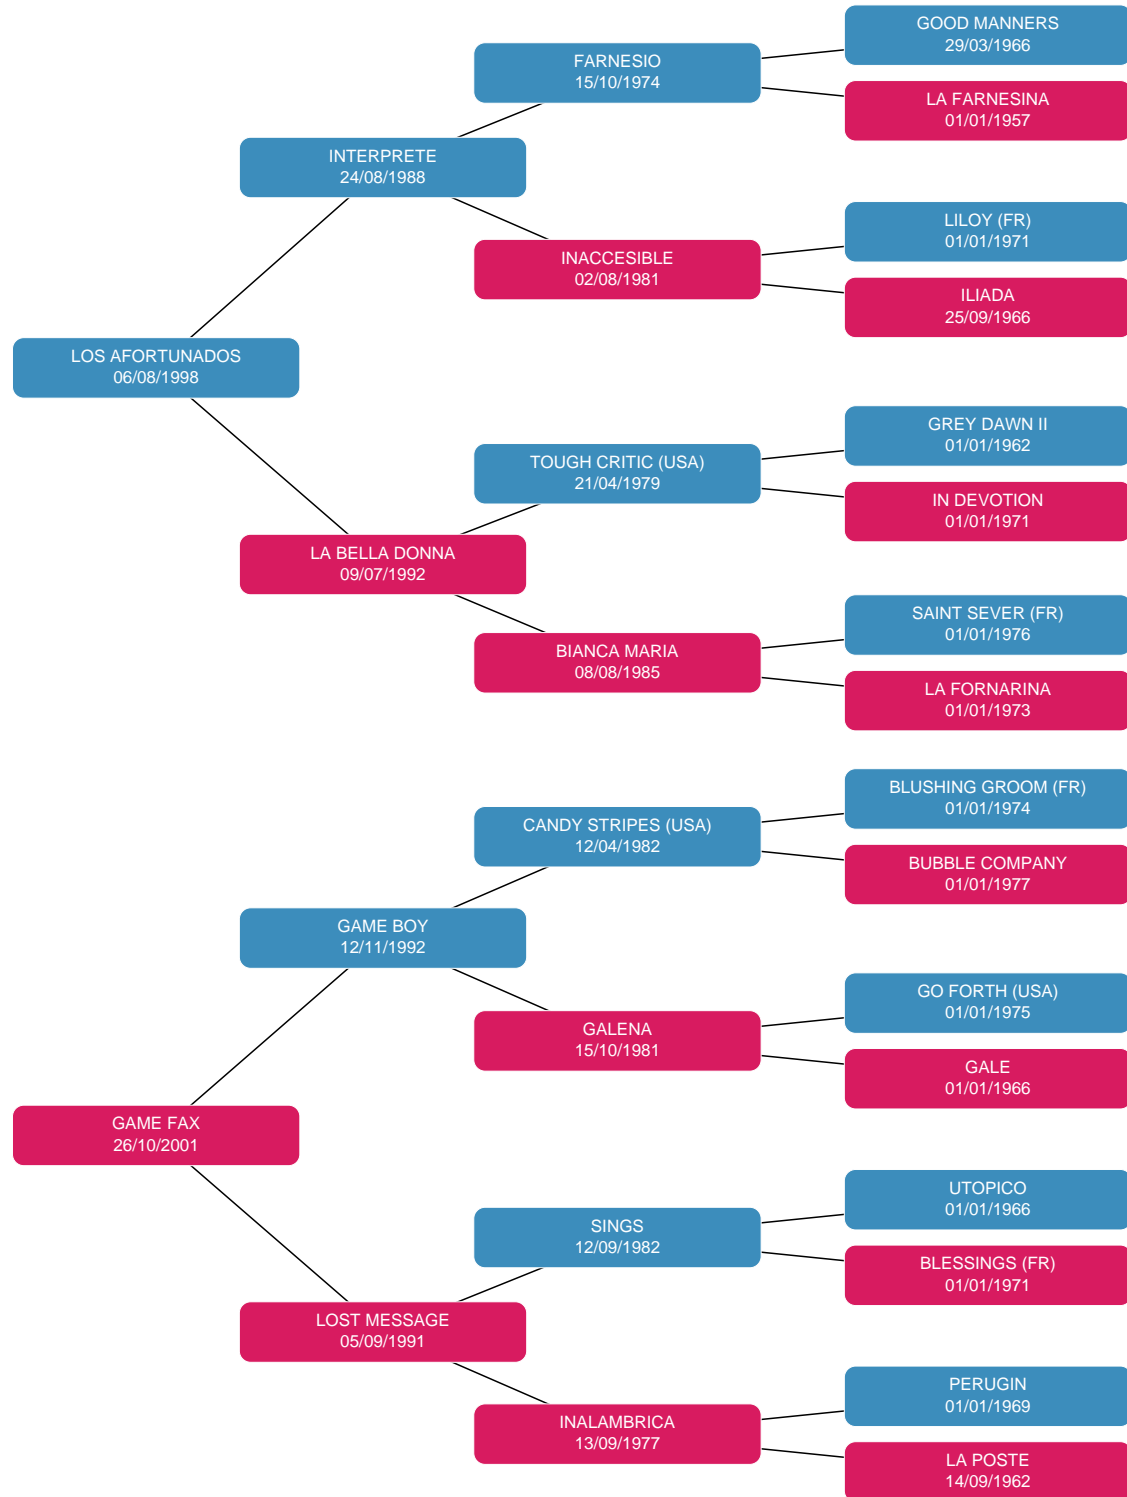 GOOD MANNERS
29/03/1966
FARNESIO
15/10/1974
LA FARNESINA
01/01/1957
INTERPRETE
24/08/1988
LILOY (FR)
01/01/1971
INACCESIBLE
02/08/1981
ILIADA
25/09/1966
LOS AFORTUNADOS
06/08/1998
GREY DAWN II
01/01/1962
TOUGH CRITIC (USA)
21/04/1979
IN DEVOTION
01/01/1971
LA BELLA DONNA
09/07/1992
SAINT SEVER (FR)
01/01/1976
BIANCA MARIA
08/08/1985
LA FORNARINA
01/01/1973
BLUSHING GROOM (FR)
01/01/1974
CANDY STRIPES (USA)
12/04/1982
BUBBLE COMPANY
01/01/1977
GAME BOY
12/11/1992
GO FORTH (USA)
01/01/1975
GALENA
15/10/1981
GALE
01/01/1966
GAME FAX
26/10/2001
UTOPICO
01/01/1966
SINGS
12/09/1982
BLESSINGS (FR)
01/01/1971
LOST MESSAGE
05/09/1991
PERUGIN
01/01/1969
INALAMBRICA
13/09/1977
LA POSTE
14/09/1962